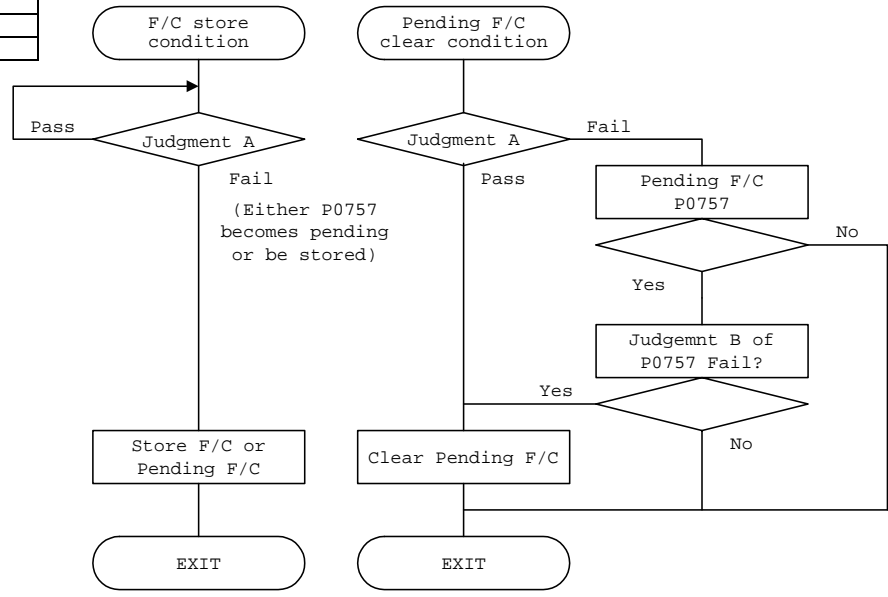 F/C store
condition
Pass
Judgment A
Fail
(Either P0757
becomes pending
or be stored)
Store F/C or
Pending F/C
EXIT
Pending F/C
clear condition
Judgment A
Fail
Pass
Pending F/C
P0757
No
Yes
Judgemnt B of
P0757 Fail?
Yes
No
Clear Pending F/C
EXIT